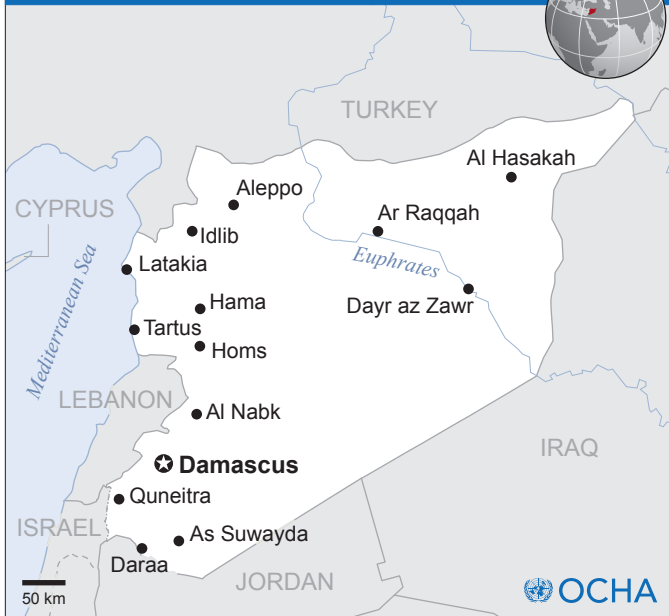 TURKEY
Al Hasakah
Aleppo
CYPRUS
Ar Raqqah
Idlib
Euphrates
Latakia
Mediterranean Sea
Hama
Dayr az Zawr
Tartus
Homs
LEBANON
Al Nabk
IRAQ
Damascus
Quneitra
ISRAEL
As Suwayda
Daraa
JORDAN
50 km
OCHA